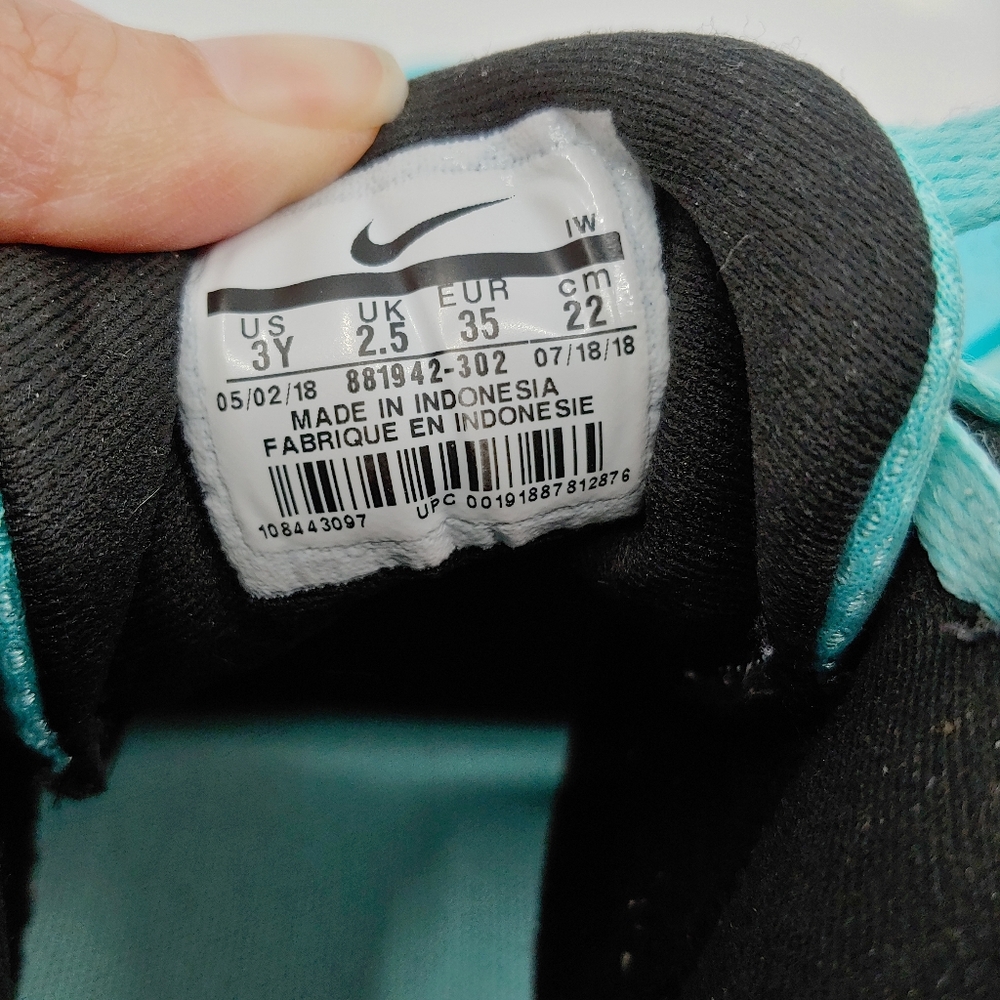 IW
US UK EUR cm
3Y 2.5 35 22
05/02/18 881942-302 07/18/18
MADE IN INDONESIA
FABRIQUE EN INDONESIE
108443097 UPC 00191887812876